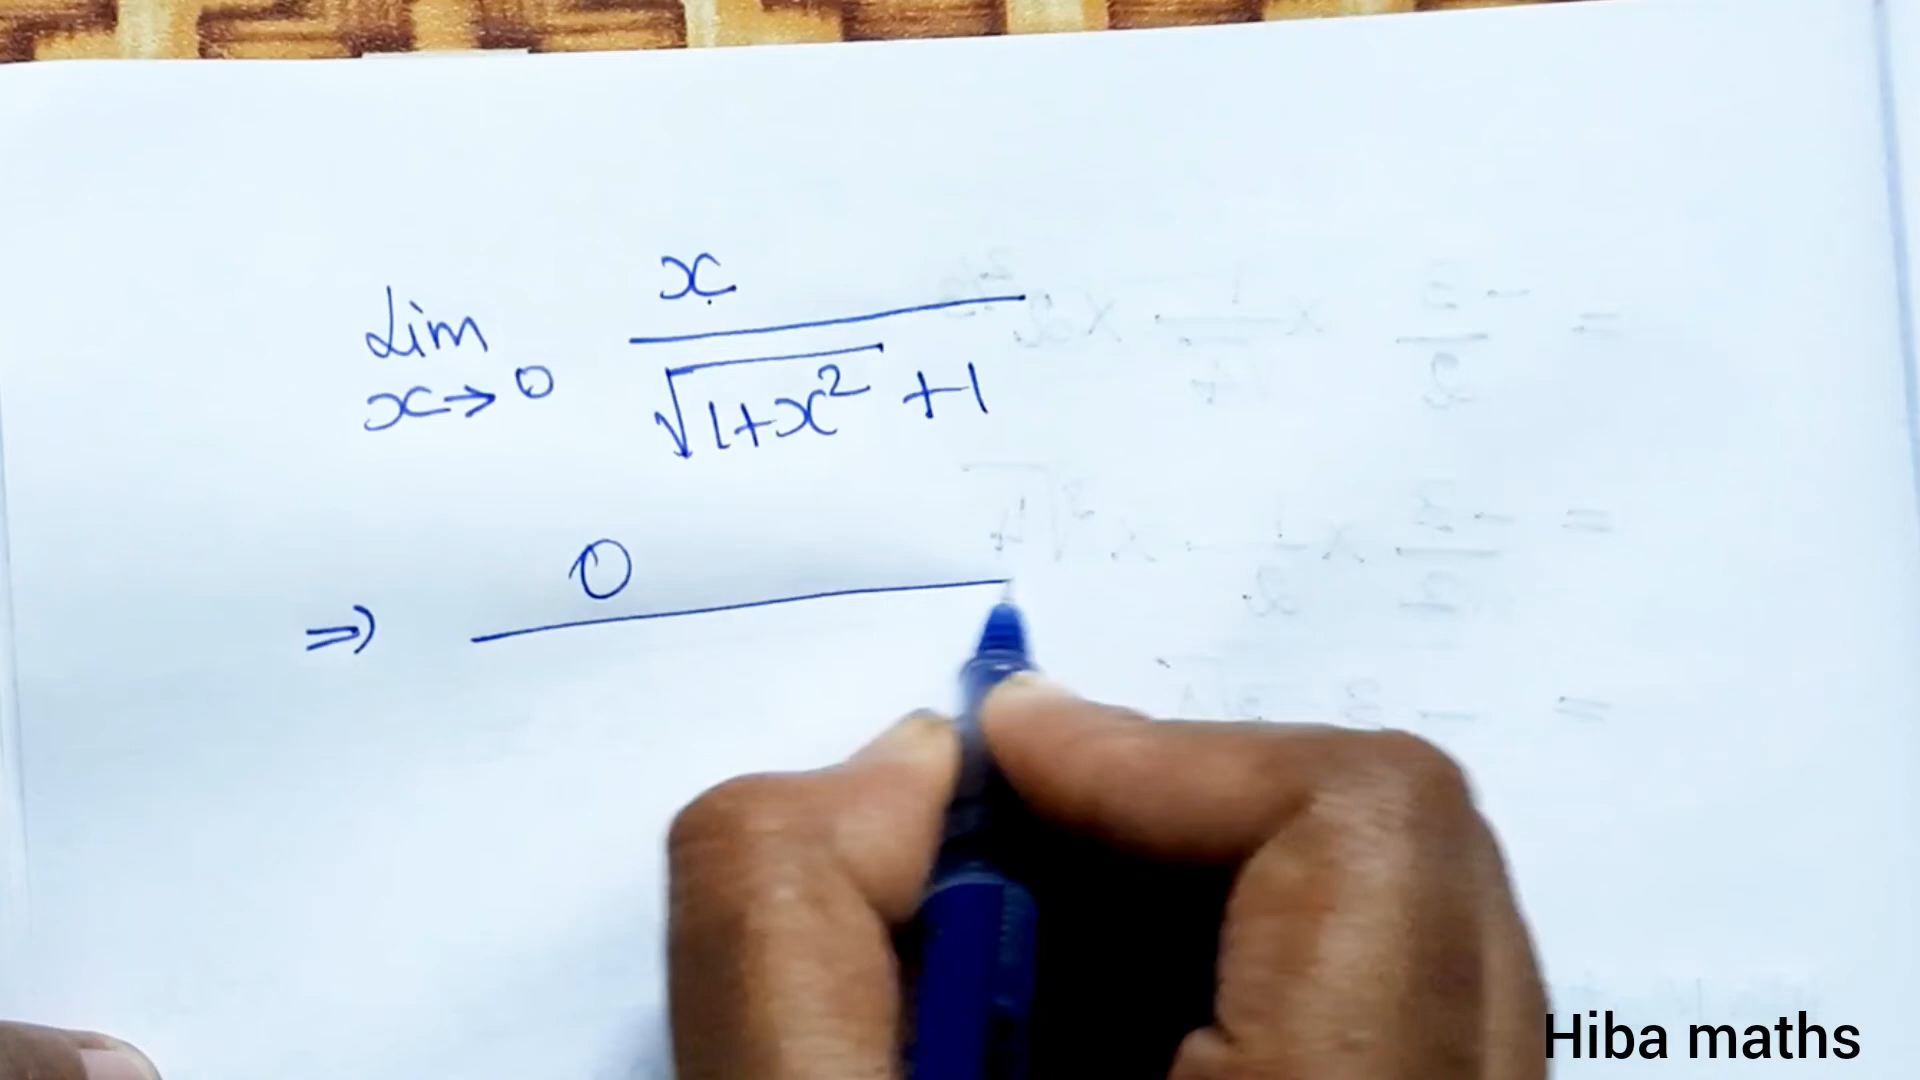 Lim x→0 x / √(1+x²) +1
⇒ 0
Hiba maths